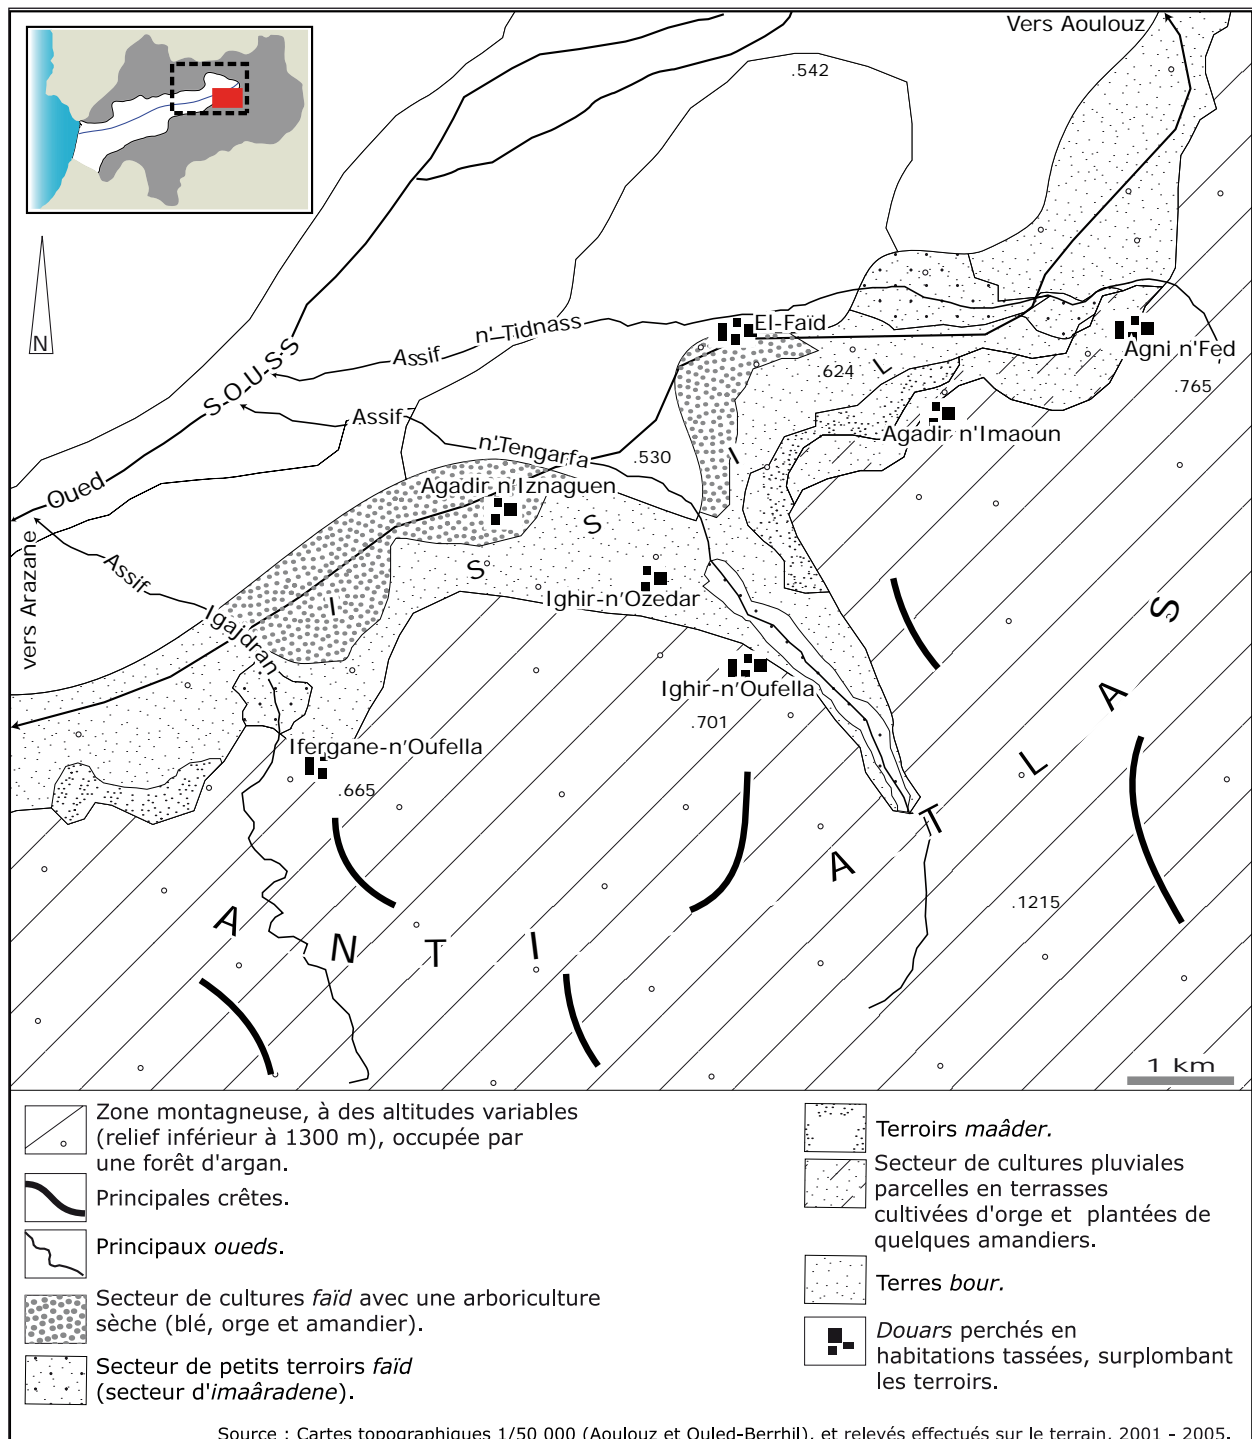 Vers Aoulouz
.542
N
El-Faïd
Assif n'-Tidnass
Agni n'Fed
.624
.765
Oued S-O-U-S-S
Assif n'Tengarfa
Agadir n'Imaoun
.530
Agadir n'Iznaguen
vers Arazane
Assif Igajdran
Ighir-n'Ozedar
I S S I L
Ighir-n'Oufella
.701
Ifergane-n'Oufella
.665
A N T I A T L A S
.1215
1 km
Zone montagneuse, à des altitudes variables
(relief inférieur à 1300 m), occupée par
une forêt d'argan.
Principales crêtes.
Principaux oueds.
Secteur de cultures faïd avec une arboriculture
sèche (blé, orge et amandier).
Secteur de petits terroirs faïd
(secteur d'imaâradene).
Terroirs maâder.
Secteur de cultures pluviales
parcelles en terrasses
cultivées d'orge et plantées de
quelques amandiers.
Terres bour.
Douars perchés en
habitations tassées, surplombant
les terroirs.
Source : Cartes topographiques 1/50 000 (Aoulouz et Ouled-Berrhil), et relevés effectués sur le terrain, 2001 - 2005.